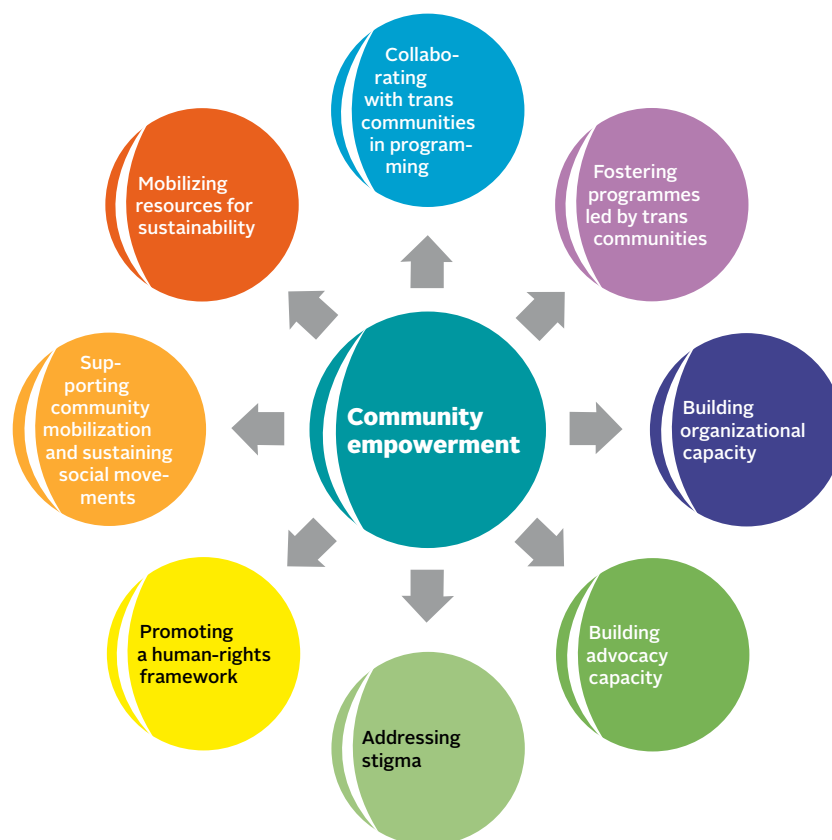 Collabo-
rating
with trans
communities
in program-
ming
Fostering
programmes
led by trans
communities
Building
organizational
capacity
Building
advocacy
capacity
Addressing
stigma
Promoting
a human-rights
framework
Sup-
porting
community
mobilization
and sustaining
social move-
ments
Mobilizing
resources for
sustainability
Community
empowerment